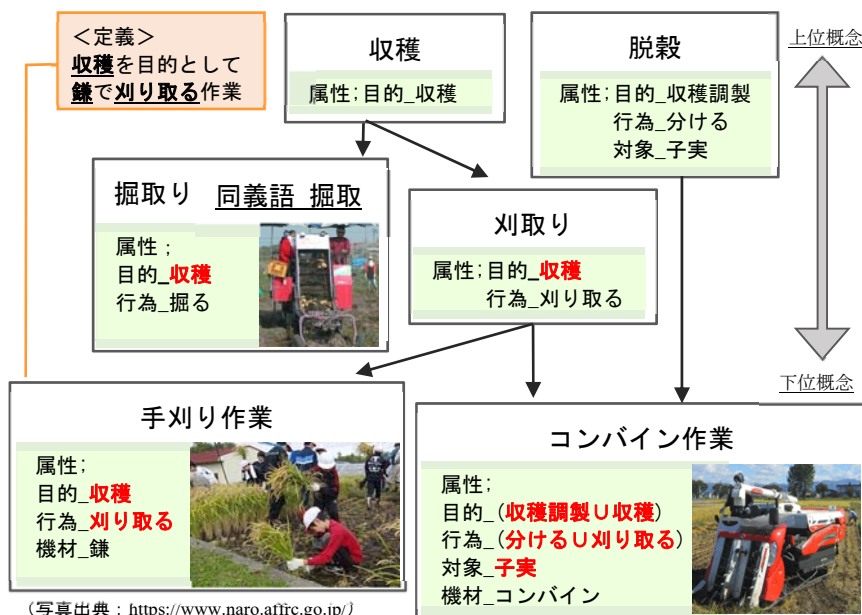 ＜定義＞
収穫を目的として
鎌で刈り取る作業
収穫
属性;目的_収穫
脱穀
属性;目的_収穫調製
行為_分ける
対象_子実
上位概念
掘取り 同義語 掘取
属性;
目的_収穫
行為_掘る
刈取り
属性;目的_収穫
行為_刈り取る
下位概念
手刈り作業
属性;
目的_収穫
行為_刈り取る
機材_鎌
コンバイン作業
属性;
目的_(収穫調製∪収穫)
行為_(分ける∪刈り取る)
対象_子実
機材_コンバイン
(写真出典：https://www.naro.affrc.go.jp/)